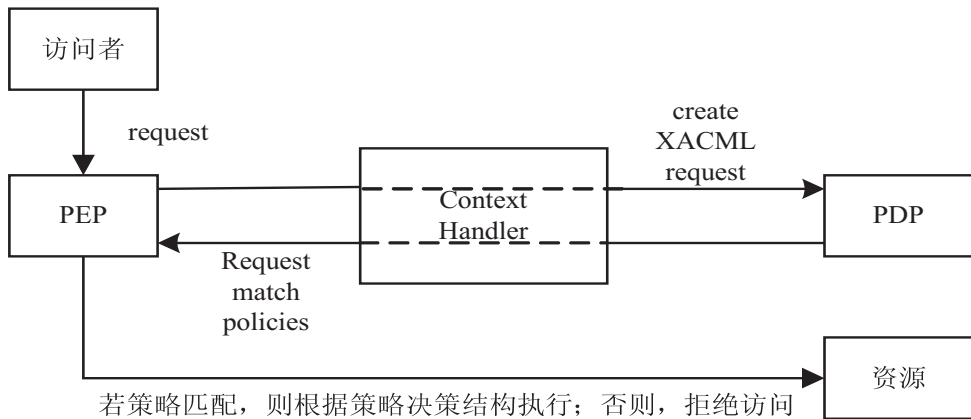 访问者
request
create
XACML
request
PEP
Context
Handler
PDP
Request
match
policies
资源
若策略匹配，则根据策略决策结构执行；否则，拒绝访问